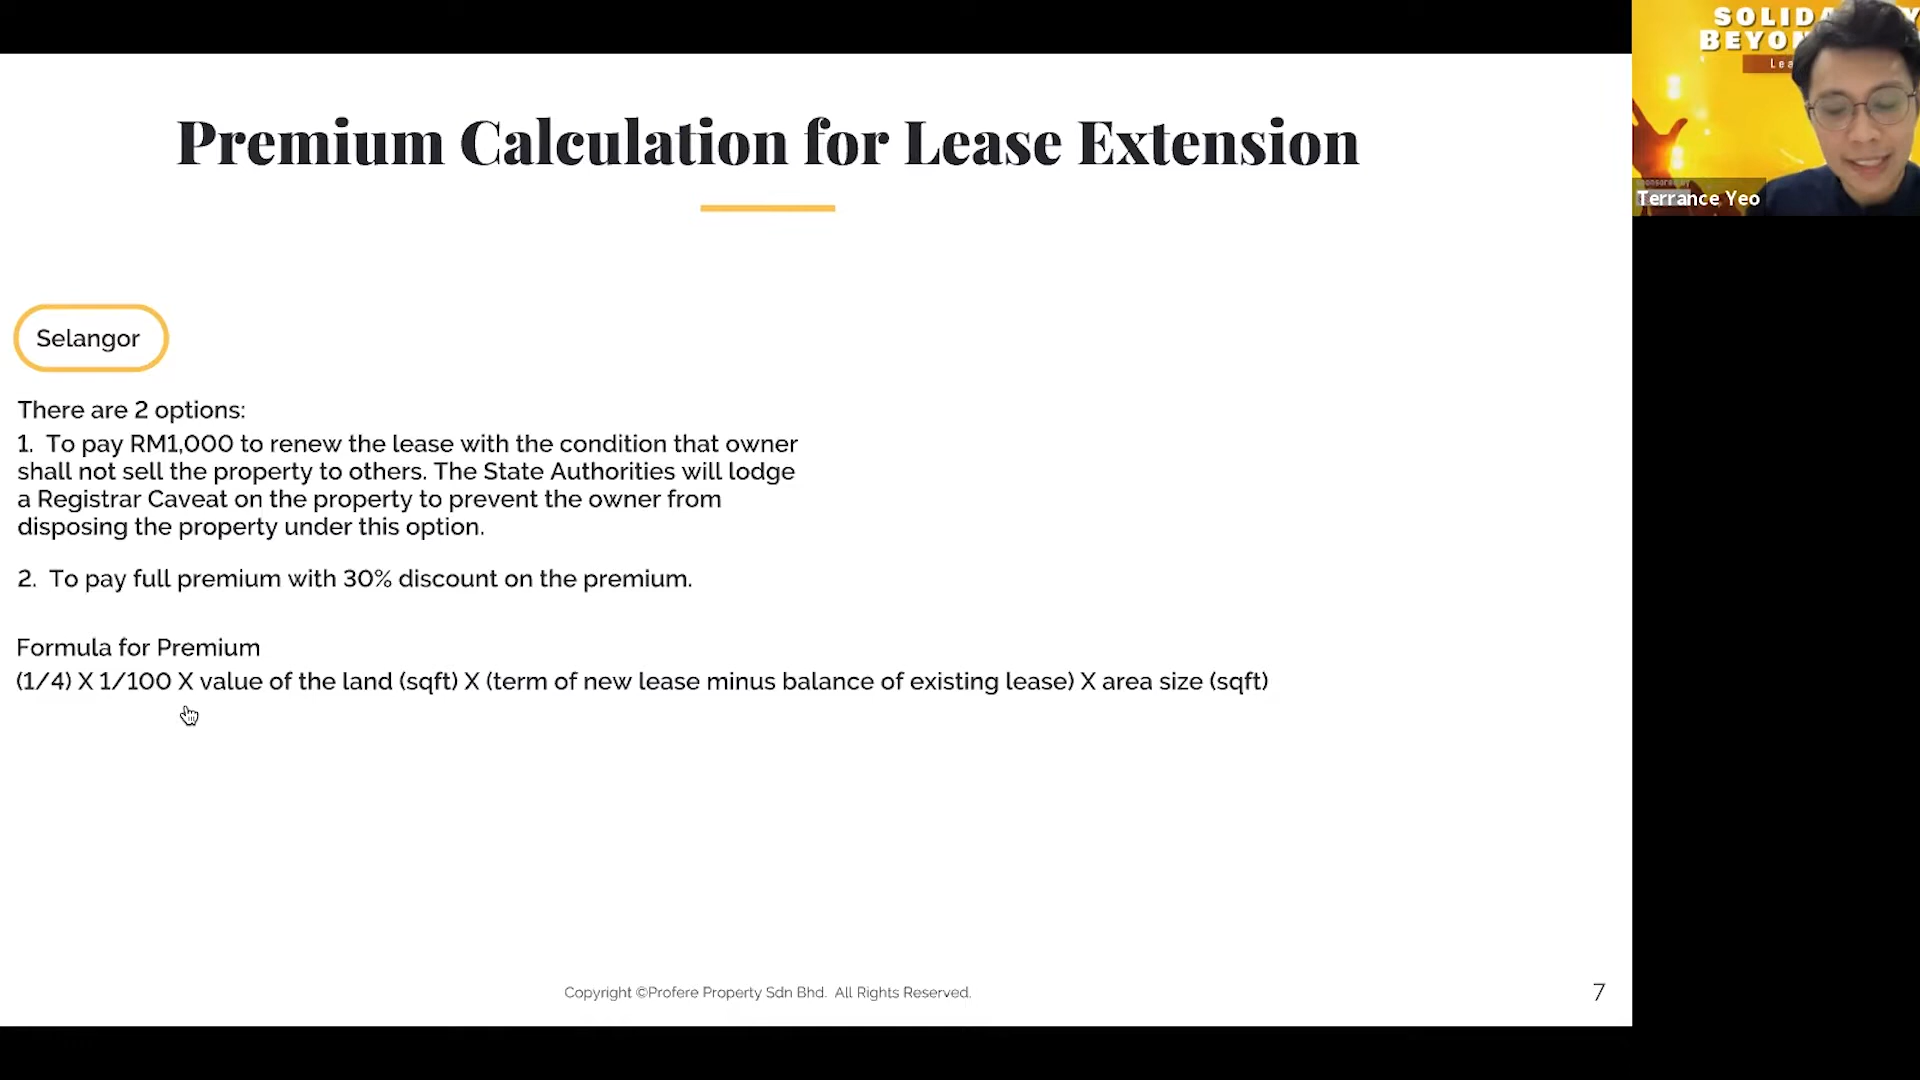 Premium Calculation for Lease Extension
Selangor
There are 2 options:
1. To pay RM1,000 to renew the lease with the condition that owner
shall not sell the property to others. The State Authorities will lodge
a Registrar Caveat on the property to prevent the owner from
disposing the property under this option.
2. To pay full premium with 30% discount on the premium.
Formula for Premium
(1/4) X 1/100 X value of the land (sqft) X (term of new lease minus balance of existing lease) X area size (sqft)
Copyright ©Profere Property Sdn Bhd. All Rights Reserved.
7
Terrance Yeo